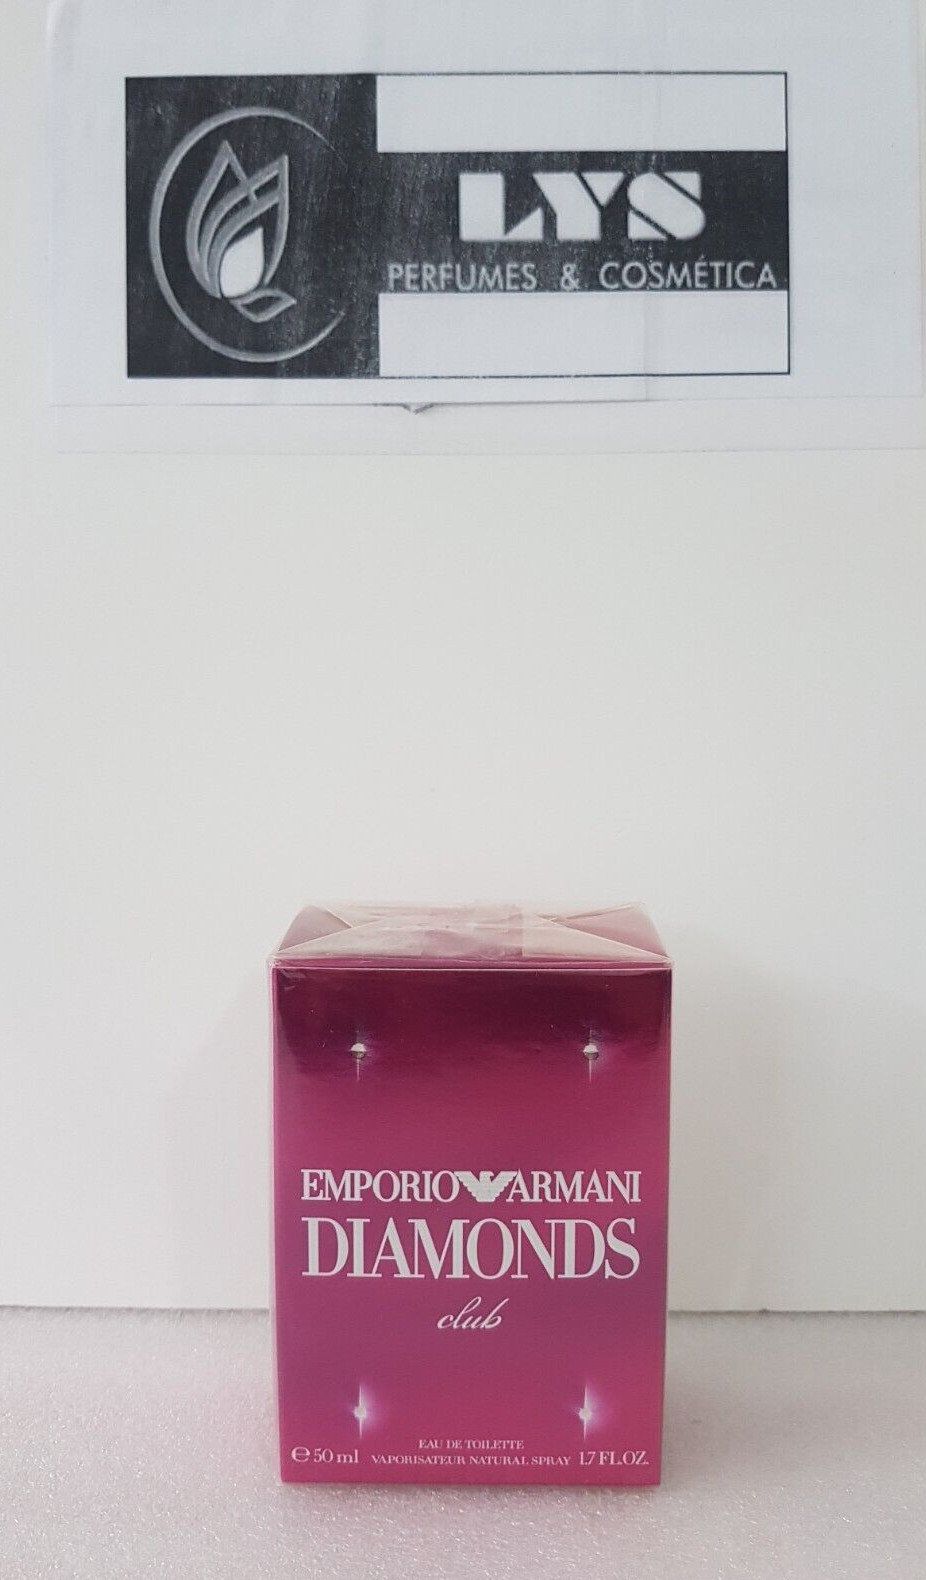 LYS
PERFUMES & COSMÉTICA
EMPORIO ARMANI
DIAMONDS
club
EAU DE TOILETTE
℮50 ml VAPORISATEUR NATURAL SPRAY 1.7 FL.OZ.